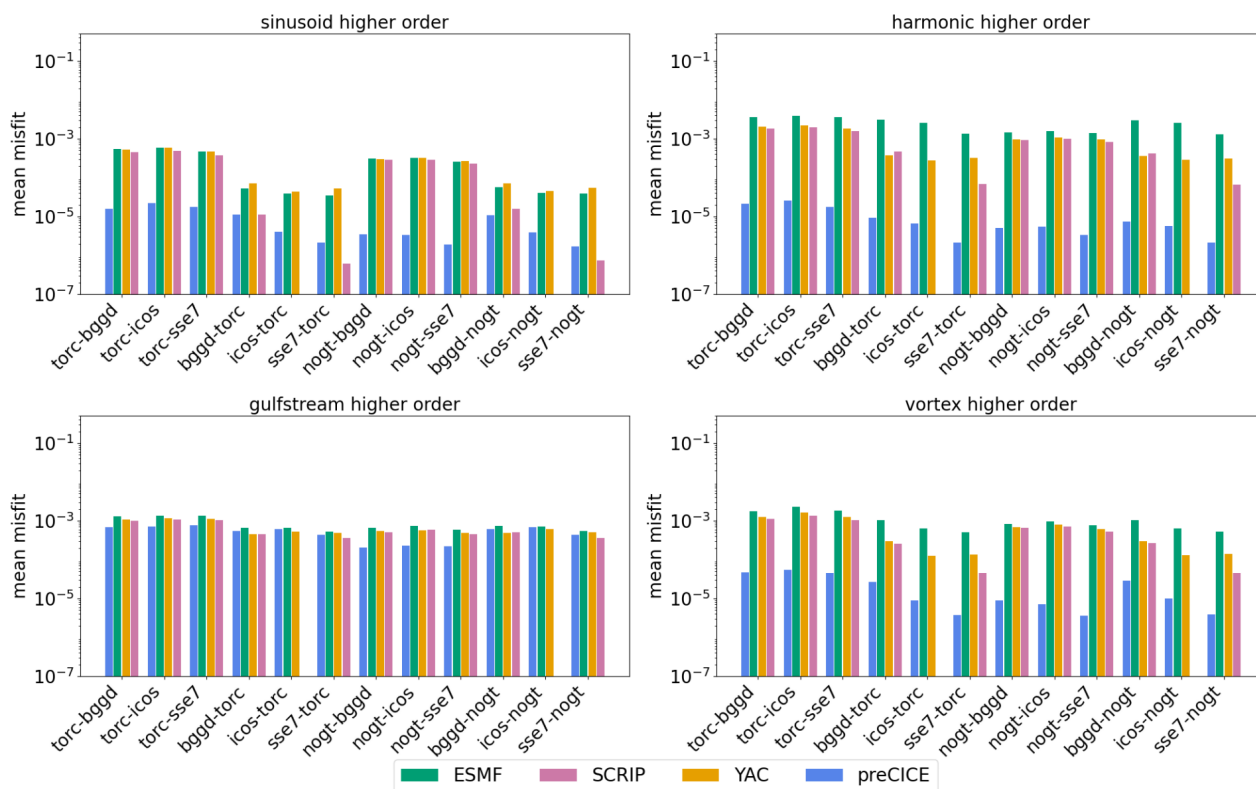 sinusoid higher order
mean misfit
10⁻¹
10⁻³
10⁻⁵
10⁻⁷
torc-bggd
torc-icos
torc-sse7
bggd-torc
icos-torc
sse7-torc
nogt-bggd
nogt-icos
nogt-sse7
bggd-nogt
icos-nogt
sse7-nogt
harmonic higher order
mean misfit
10⁻¹
10⁻³
10⁻⁵
10⁻⁷
torc-bggd
torc-icos
torc-sse7
bggd-torc
icos-torc
sse7-torc
nogt-bggd
nogt-icos
nogt-sse7
bggd-nogt
icos-nogt
sse7-nogt
gulfstream higher order
mean misfit
10⁻¹
10⁻³
10⁻⁵
10⁻⁷
torc-bggd
torc-icos
torc-sse7
bggd-torc
icos-torc
sse7-torc
nogt-bggd
nogt-icos
nogt-sse7
bggd-nogt
icos-nogt
sse7-nogt
vortex higher order
mean misfit
10⁻¹
10⁻³
10⁻⁵
10⁻⁷
torc-bggd
torc-icos
torc-sse7
bggd-torc
icos-torc
sse7-torc
nogt-bggd
nogt-icos
nogt-sse7
bggd-nogt
icos-nogt
sse7-nogt
ESMF SCRIP YAC preCICE